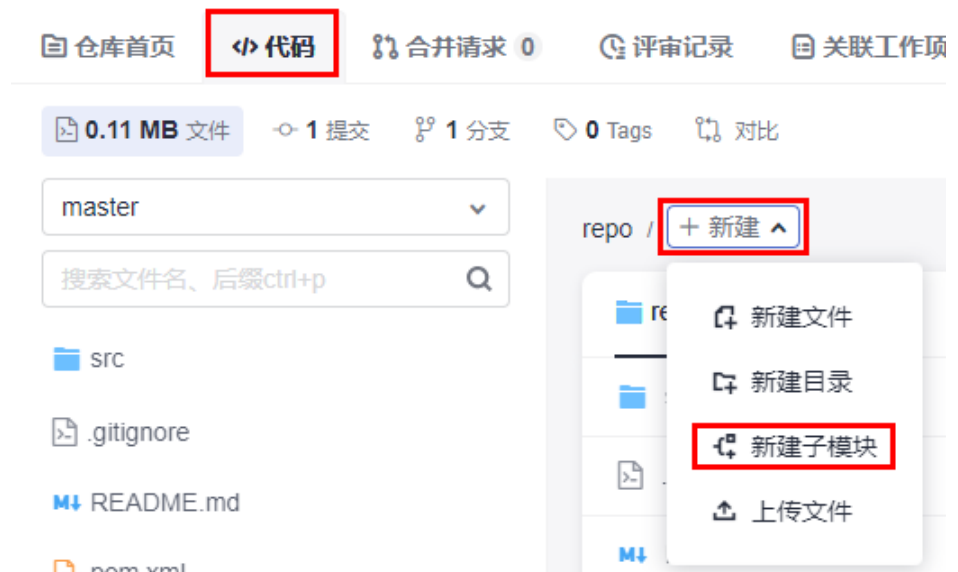 仓库首页 </> 代码 合并请求 0 评审记录 关联工作项
0.11 MB 文件 1 提交 1 分支 0 Tags 对比
master
repo / + 新建
搜索文件名、后缀ctrl+p
re
新建文件
src
新建目录
.gitignore
新建子模块
README.md
上传文件
pom.xml